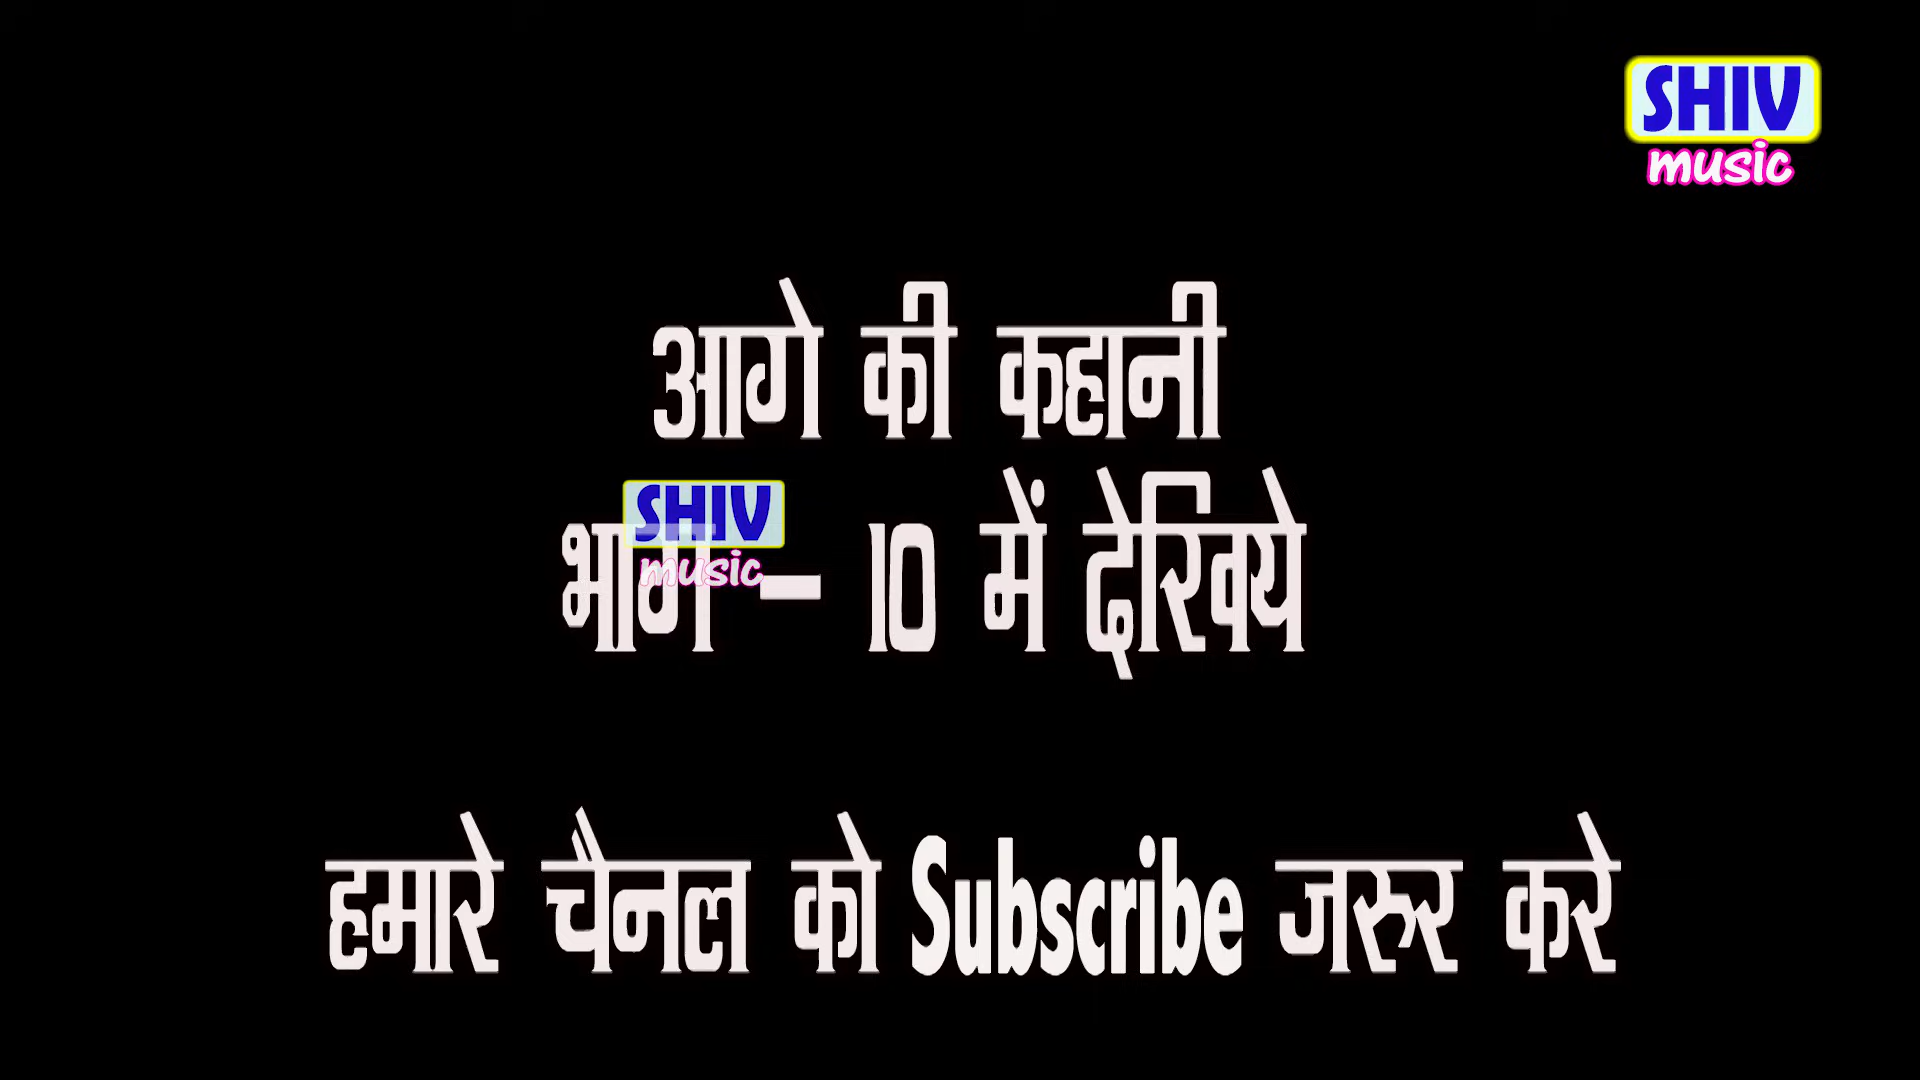 SHIV
music
आगे की कहानी
SHIV
music
भाग - 10 में देखिये
हमारे चैनल को Subscribe जरुर करे